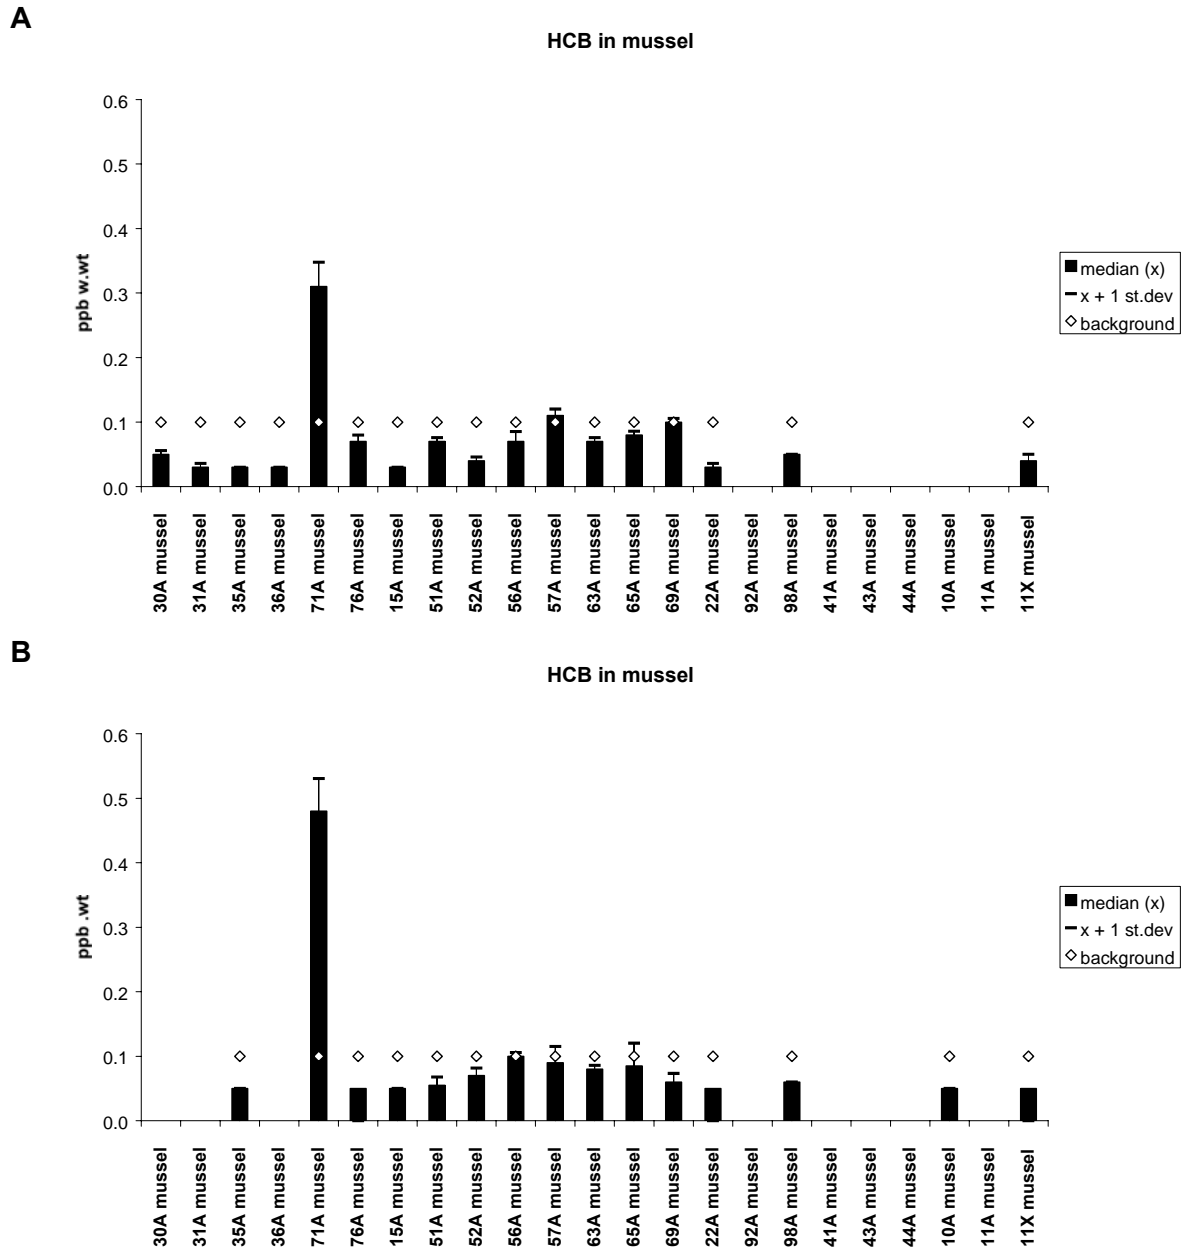 A
HCB in mussel
0.6
0.5
0.4
0.3
0.2
0.1
0.0
ppb w.wt
median (x)
x + 1 st.dev
background
30A mussel
31A mussel
35A mussel
36A mussel
71A mussel
76A mussel
15A mussel
51A mussel
52A mussel
56A mussel
57A mussel
63A mussel
65A mussel
69A mussel
22A mussel
92A mussel
98A mussel
41A mussel
43A mussel
44A mussel
10A mussel
11A mussel
11X mussel
B
HCB in mussel
0.6
0.5
0.4
0.3
0.2
0.1
0.0
ppb .wt
median (x)
x + 1 st.dev
background
30A mussel
31A mussel
35A mussel
36A mussel
71A mussel
76A mussel
15A mussel
51A mussel
52A mussel
56A mussel
57A mussel
63A mussel
65A mussel
69A mussel
22A mussel
92A mussel
98A mussel
41A mussel
43A mussel
44A mussel
10A mussel
11A mussel
11X mussel